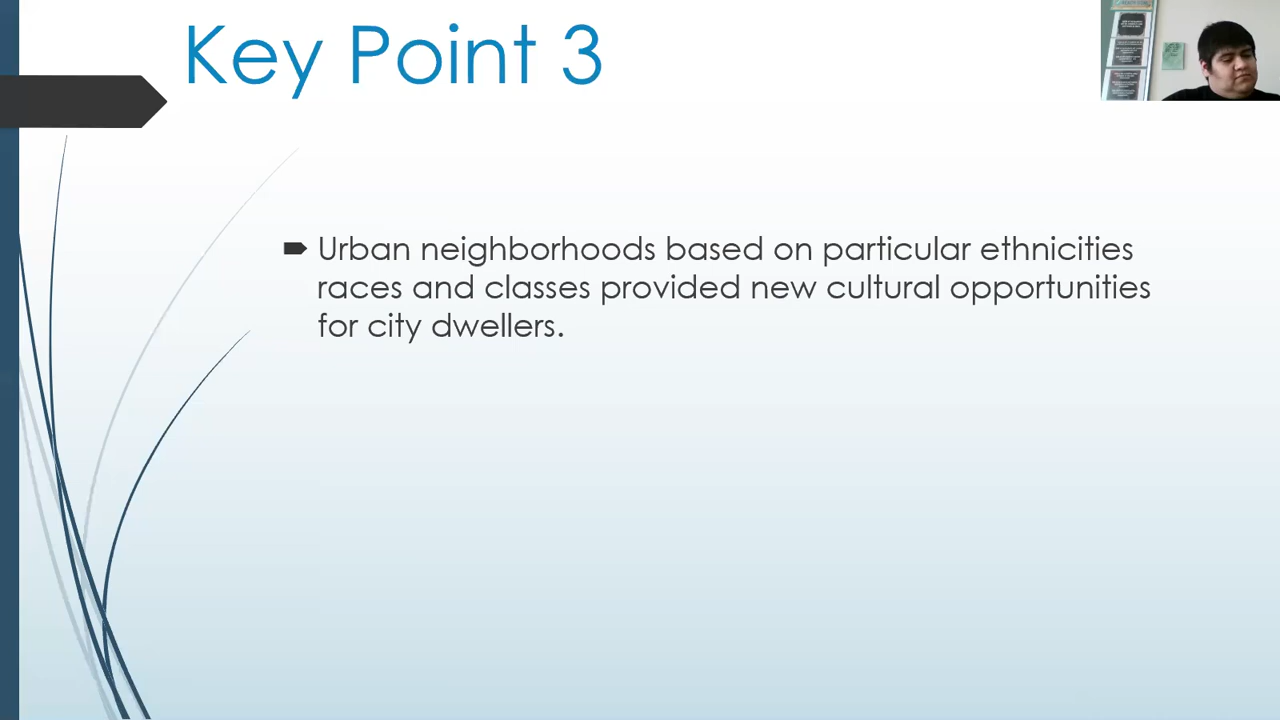 Key Point 3
Urban neighborhoods based on particular ethnicities
races and classes provided new cultural opportunities
for city dwellers.